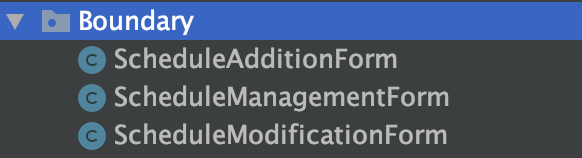 Boundary
C ScheduleAdditionForm
C ScheduleManagementForm
C ScheduleModificationForm